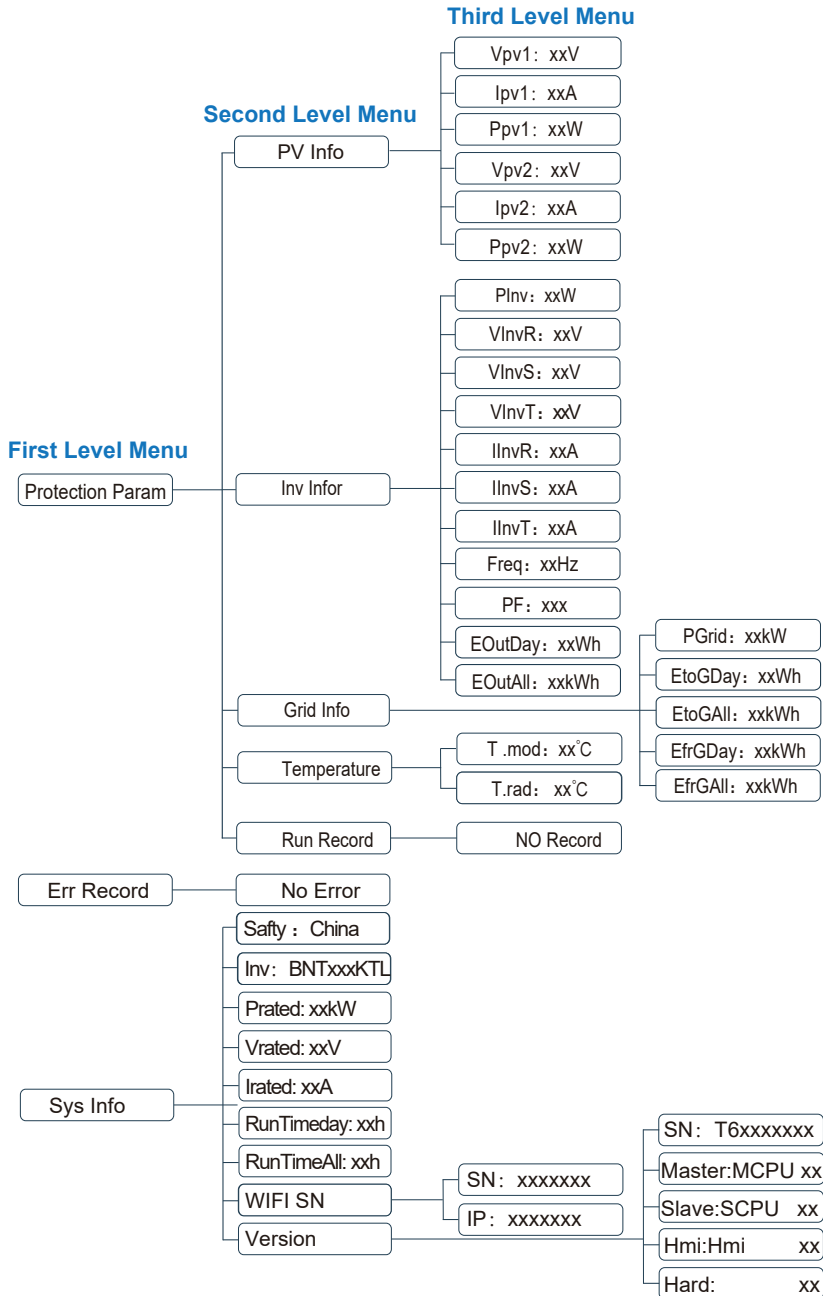 Third Level Menu
Vpv1: xxV
Ipv1: xxA
Second Level Menu
Ppv1: xxW
PV Info
Vpv2: xxV
Ipv2: xxA
Ppv2: xxW
PInv: xxW
VInvR: xxV
VInvS: xxV
VInvT: xxV
First Level Menu
IInvR: xxA
Protection Param
Inv Infor
IInvS: xxA
IInvT: xxA
Freq: xxHz
PF: xxx
EOutDay: xxWh
EOutAll: xxkWh
Grid Info
PGrid: xxkW
EtoGDay: xxWh
EtoGAll: xxkWh
EfrGDay: xxkWh
EfrGAll: xxkWh
Temperature
T .mod: xx°C
T.rad: xx°C
Run Record
NO Record
Err Record
No Error
Safty : China
Inv: BNTxxxKTL
Prated: xxkW
Vrated: xxV
Irated: xxA
Sys Info
RunTimeday: xxh
RunTimeAll: xxh
WIFI SN
SN: xxxxxxx
IP: xxxxxxx
Version
SN: T6xxxxxxx
Master:MCPU xx
Slave:SCPU xx
Hmi:Hmi xx
Hard: xx